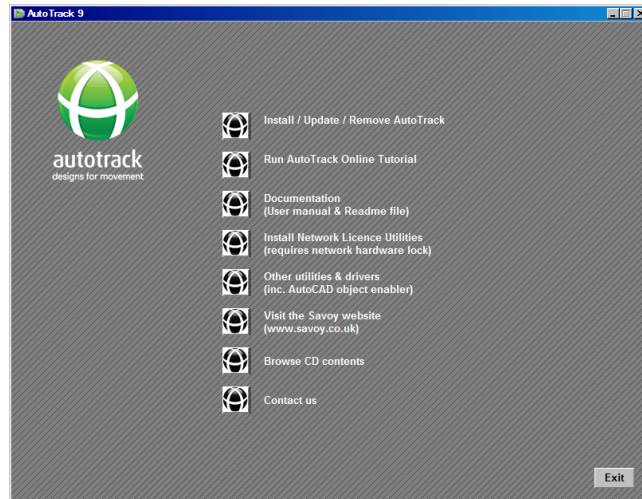 AutoTrack 9
autotrack
designs for movement
Install / Update / Remove AutoTrack
Run AutoTrack Online Tutorial
Documentation
(User manual & Readme file)
Install Network Licence Utilities
(requires network hardware lock)
Other utilities & drivers
(inc. AutoCAD object enabler)
Visit the Savoy website
(www.savoy.co.uk)
Browse CD contents
Contact us
Exit